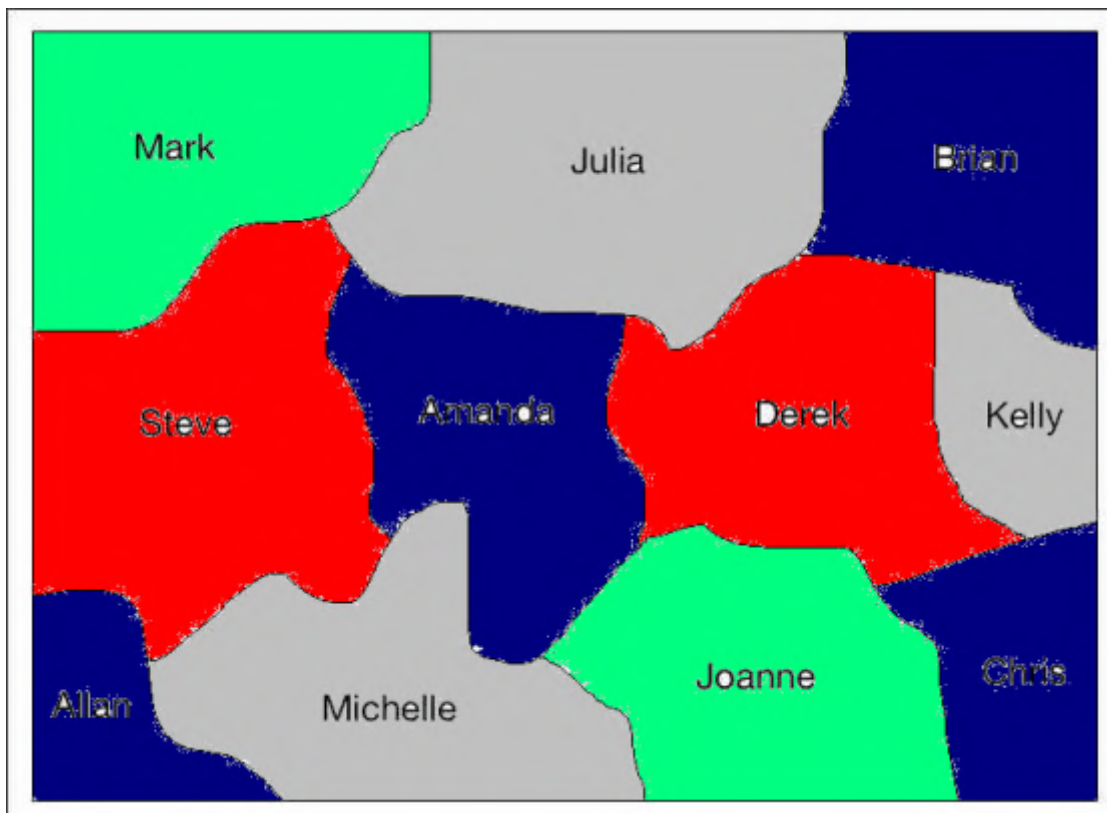 Mark
Julia
Brian
Steve
Amanda
Derek
Kelly
Allan
Michelle
Joanne
Chris